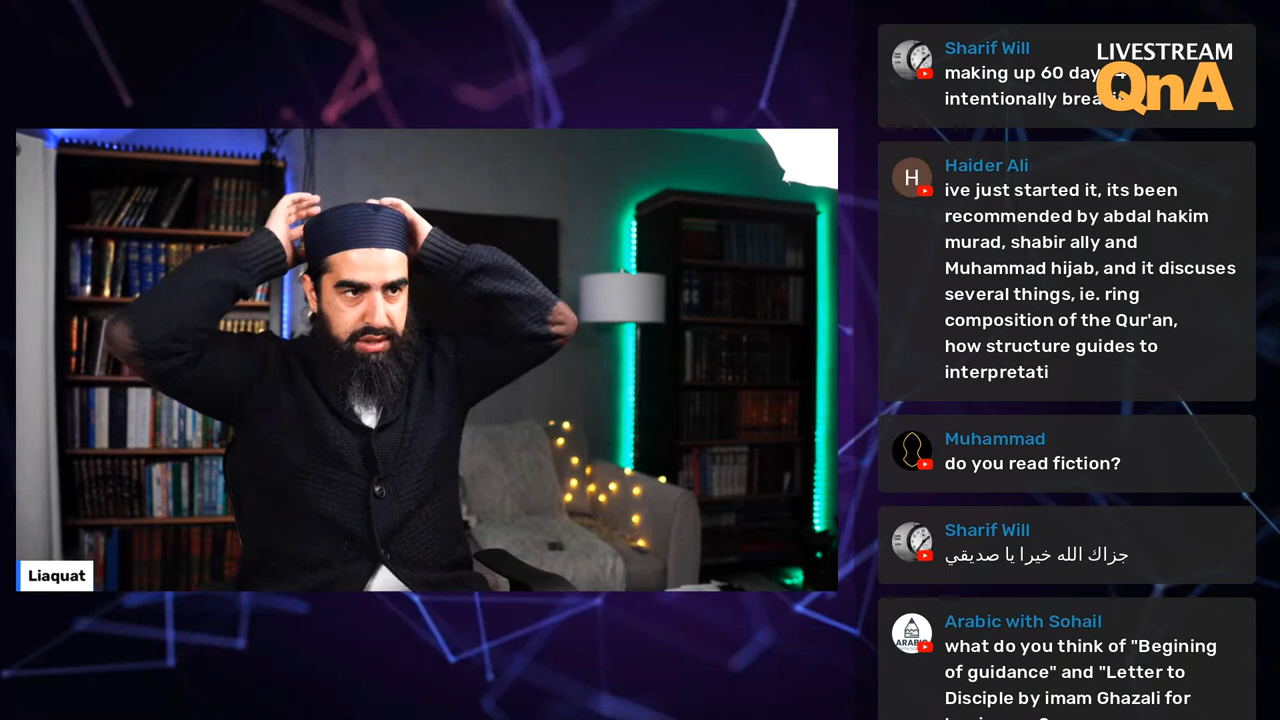 Sharif Will
making up 60 day
intentionally brea
LIVESTREAM
QnA
H
Haider Ali
ive just started it, its been
recommended by abdal hakim
murad, shabir ally and
Muhammad hijab, and it discuses
several things, ie. ring
composition of the Qur'an,
how structure guides to
interpretati
Muhammad
do you read fiction?
Sharif Will
جزاك الله خيرا يا صديقي
Arabic with Sohail
what do you think of "Begining
of guidance" and "Letter to
Disciple by imam Ghazali for
Liaquat